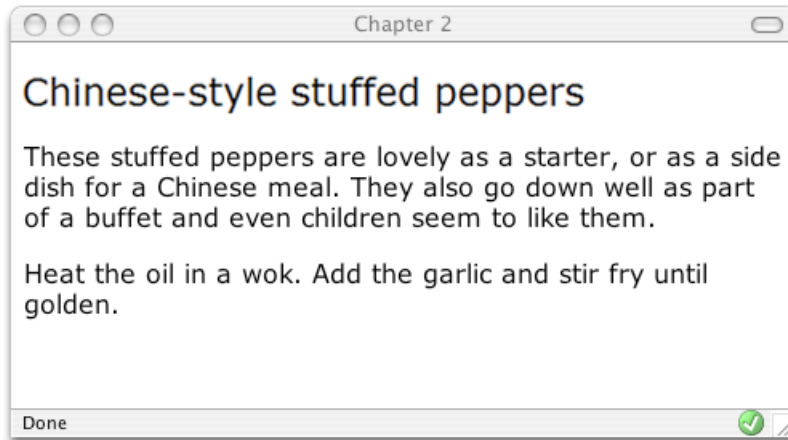 Chapter 2
Chinese-style stuffed peppers
These stuffed peppers are lovely as a starter, or as a side
dish for a Chinese meal. They also go down well as part
of a buffet and even children seem to like them.
Heat the oil in a wok. Add the garlic and stir fry until
golden.
Done